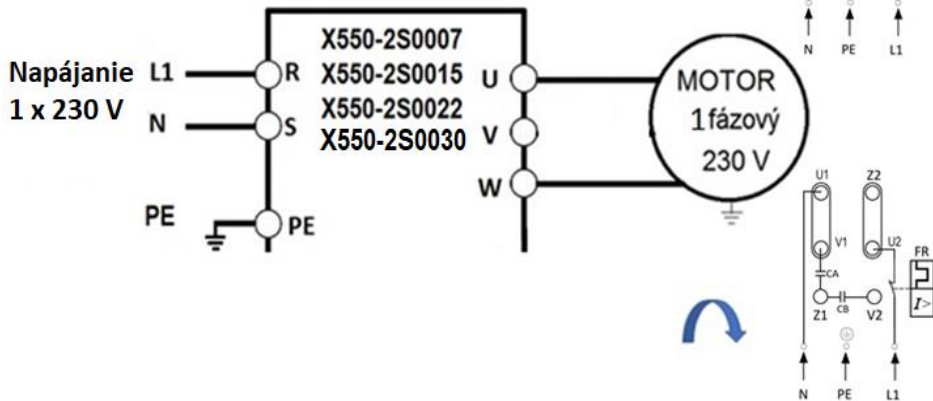 N PE L1
X550-2S0007
X550-2S0015
X550-2S0022
X550-2S0030
Napájanie
1 x 230 V
L1
N
PE
R
S
PE
U
V
W
MOTOR
1 fázový
230 V
U1 Z2
V1 U2
FR
CA
I>
CB
Z1 V2
N PE L1